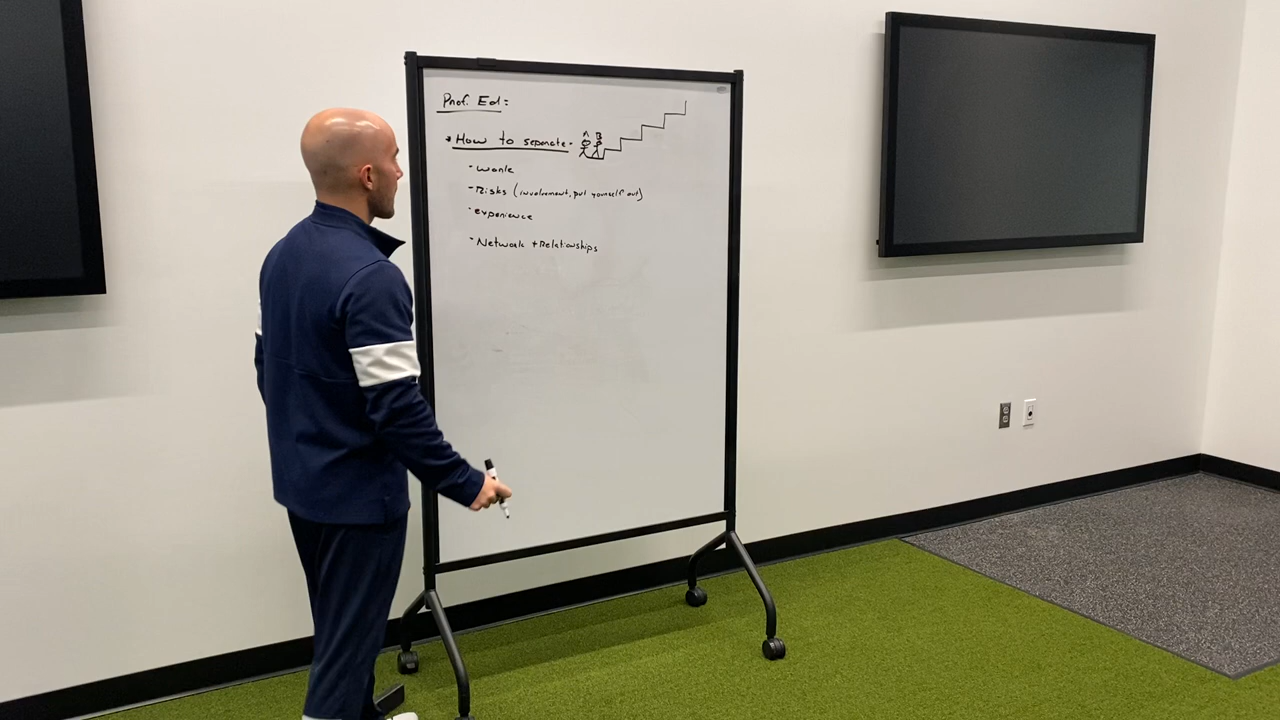 Prof. Ed:
* How to separate - A B
- Work
- Risks (involvement, put yourself out)
- experience
- Network + Relationships